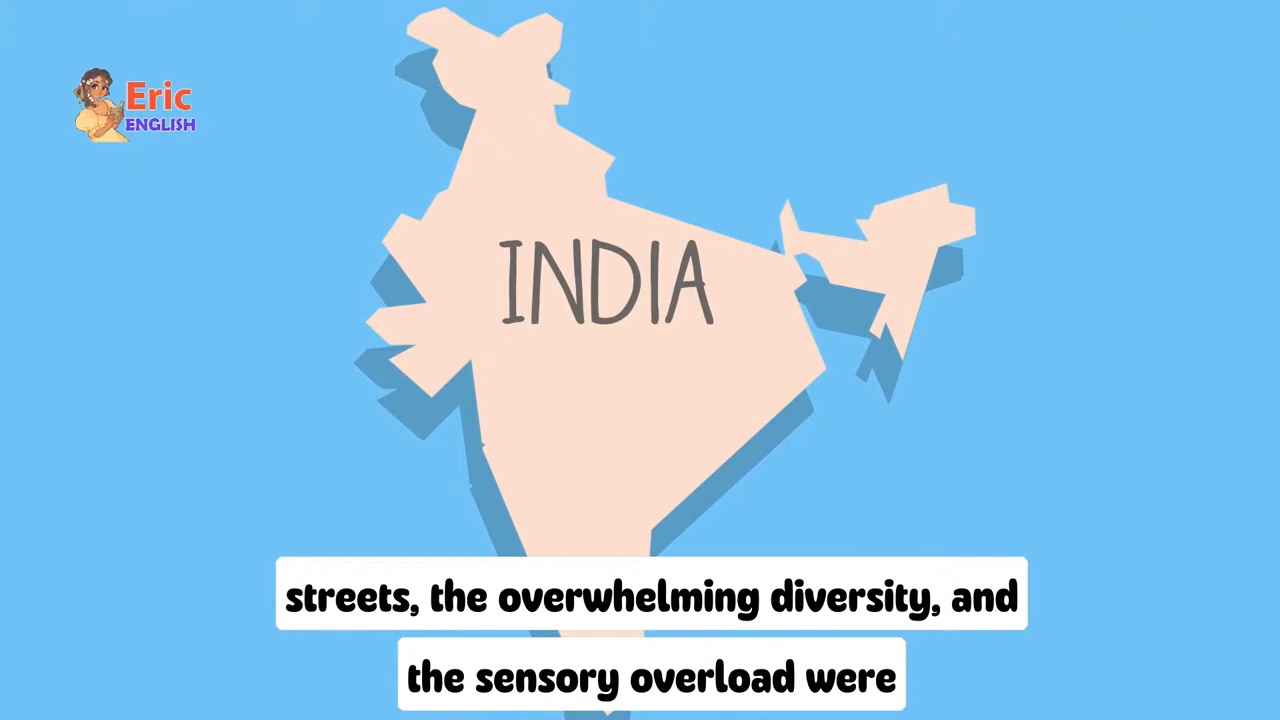 Eric
ENGLISH
INDIA
streets, the overwhelming diversity, and
the sensory overload were